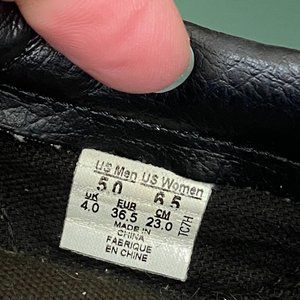 US Men US Women
5.0 6.5
UK EUR CM
4.0 36.5 23.0
MADE IN
CHINA
FABRIQUE
EN CHINE
TC7H